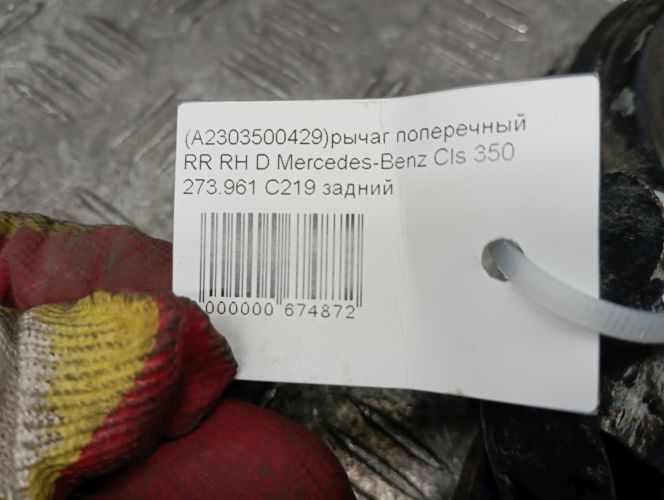 (A2303500429)рычаг поперечный
RR RH D Mercedes-Benz Cls 350
273.961 C219 задний
000000 674872